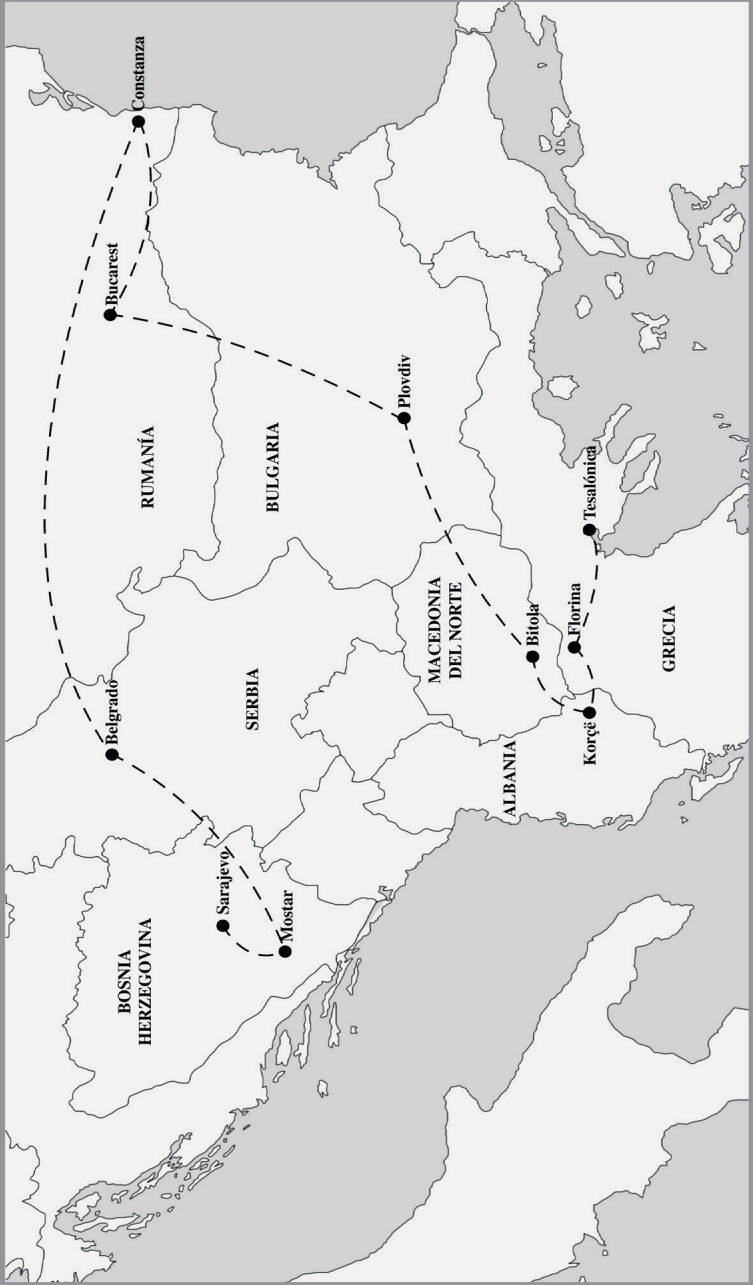 Belgrado
Bucarest
Constanza
RUMANÍA
BOSNIA
HERZEGOVINA
Sarajevo
Mostar
SERBIA
BULGARIA
Plovdiv
MACEDONIA
DEL NORTE
ALBANIA
Bitola
Florina
Korçë
Tesalónica
GRECIA